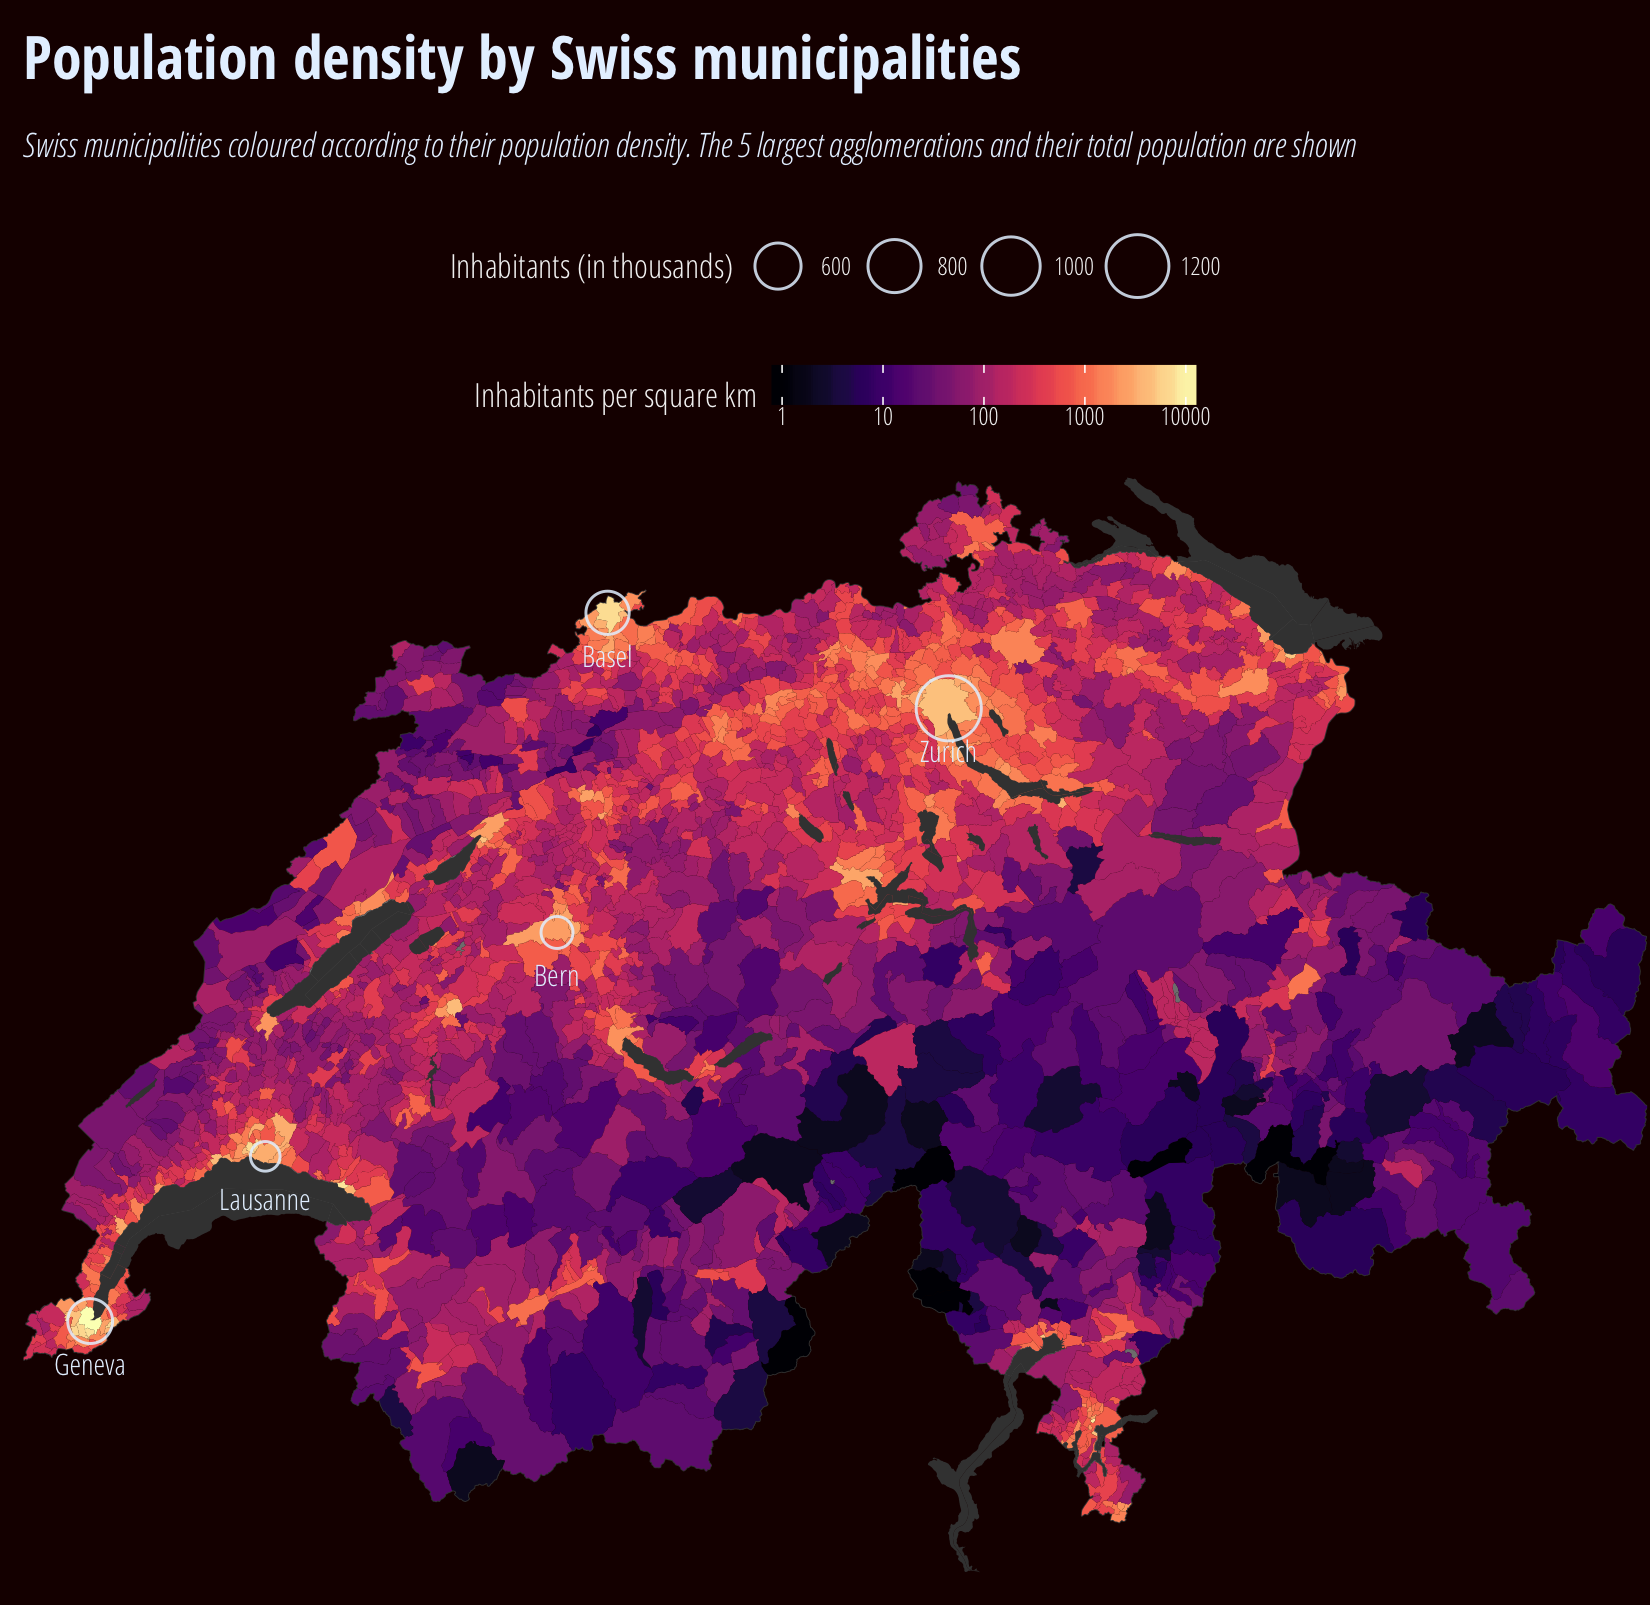 Population density by Swiss municipalities
Swiss municipalities coloured according to their population density. The 5 largest agglomerations and their total population are shown
Inhabitants (in thousands) 600 800 1000 1200
Inhabitants per square km
1 10 100 1000 10000
Basel
Zurich
Bern
Lausanne
Geneva